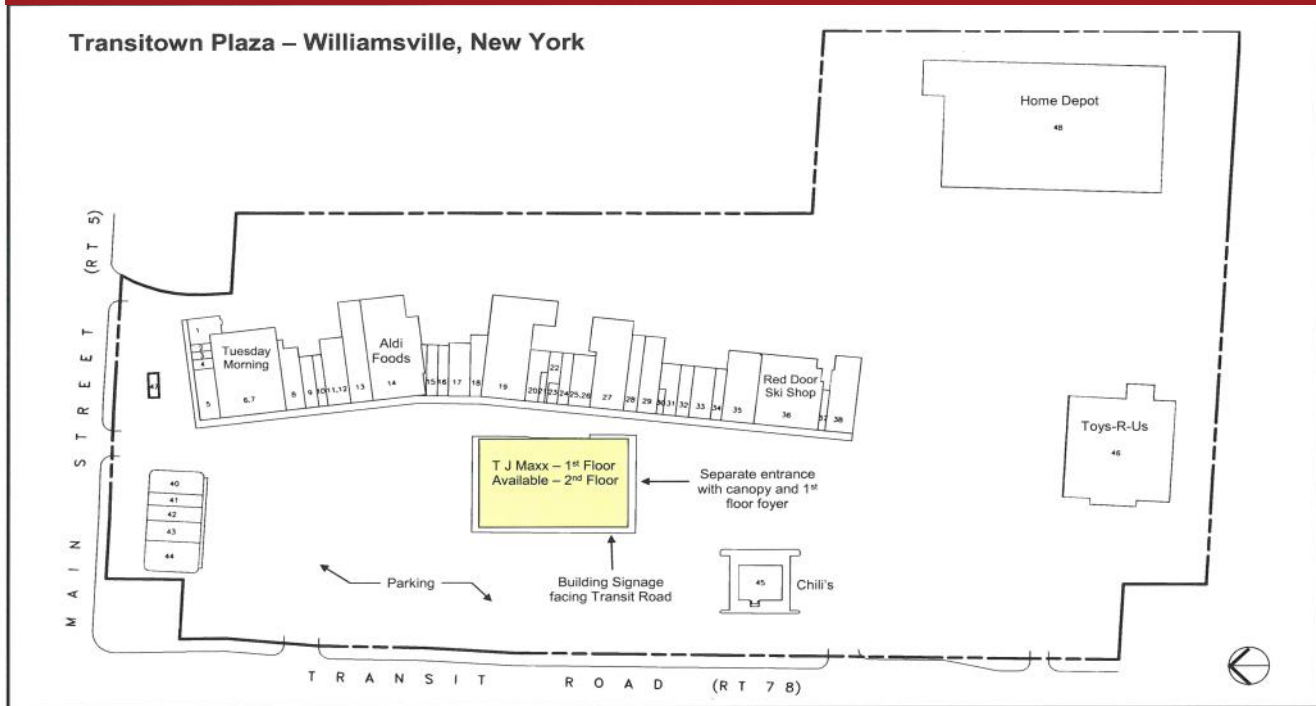 Transitown Plaza – Williamsville, New York
Home Depot
48
MAIN STREET (RT 5)
1
4
Tuesday
Morning
5
6,7
8
9
10
11,12
13
Aldi
Foods
14
15
16
17
18
19
20
21
22
23
24
25,26
27
28
29
30
31
32
33
34
35
Red Door
Ski Shop
36
37
38
47
Toys-R-Us
46
T J Maxx – 1st Floor
Available – 2nd Floor
Separate entrance
with canopy and 1st
floor foyer
40
41
42
43
44
Parking
Building Signage
facing Transit Road
45
Chili's
TRANSIT ROAD (RT 78)